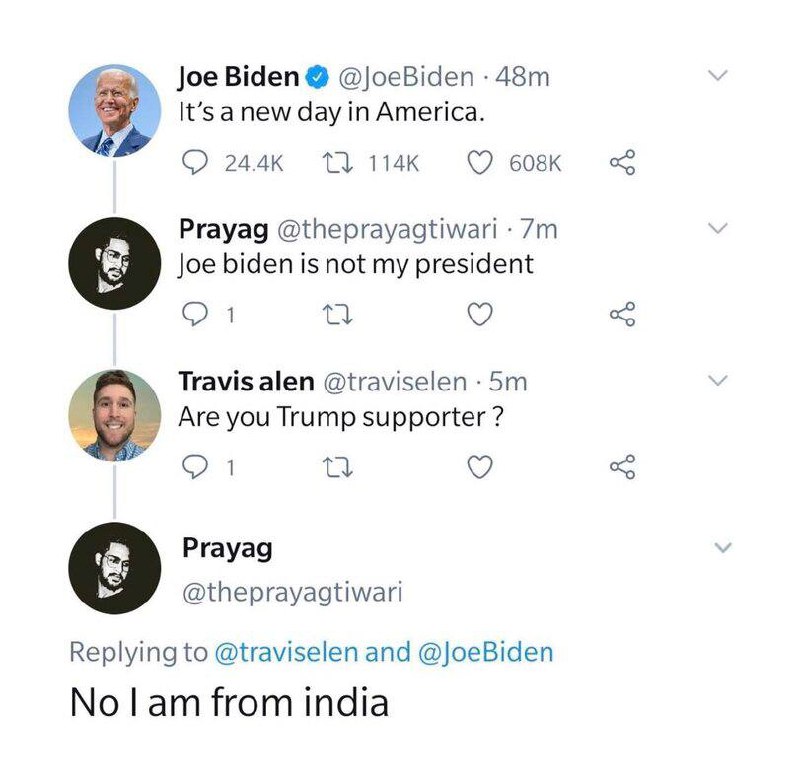 Joe Biden @JoeBiden · 48m
It's a new day in America.
24.4K 114K 608K
Prayag @theprayagtiwari · 7m
Joe biden is not my president
1
Travis alen @traviselen · 5m
Are you Trump supporter ?
1
Prayag
@theprayagtiwari
Replying to @traviselen and @JoeBiden
No I am from india